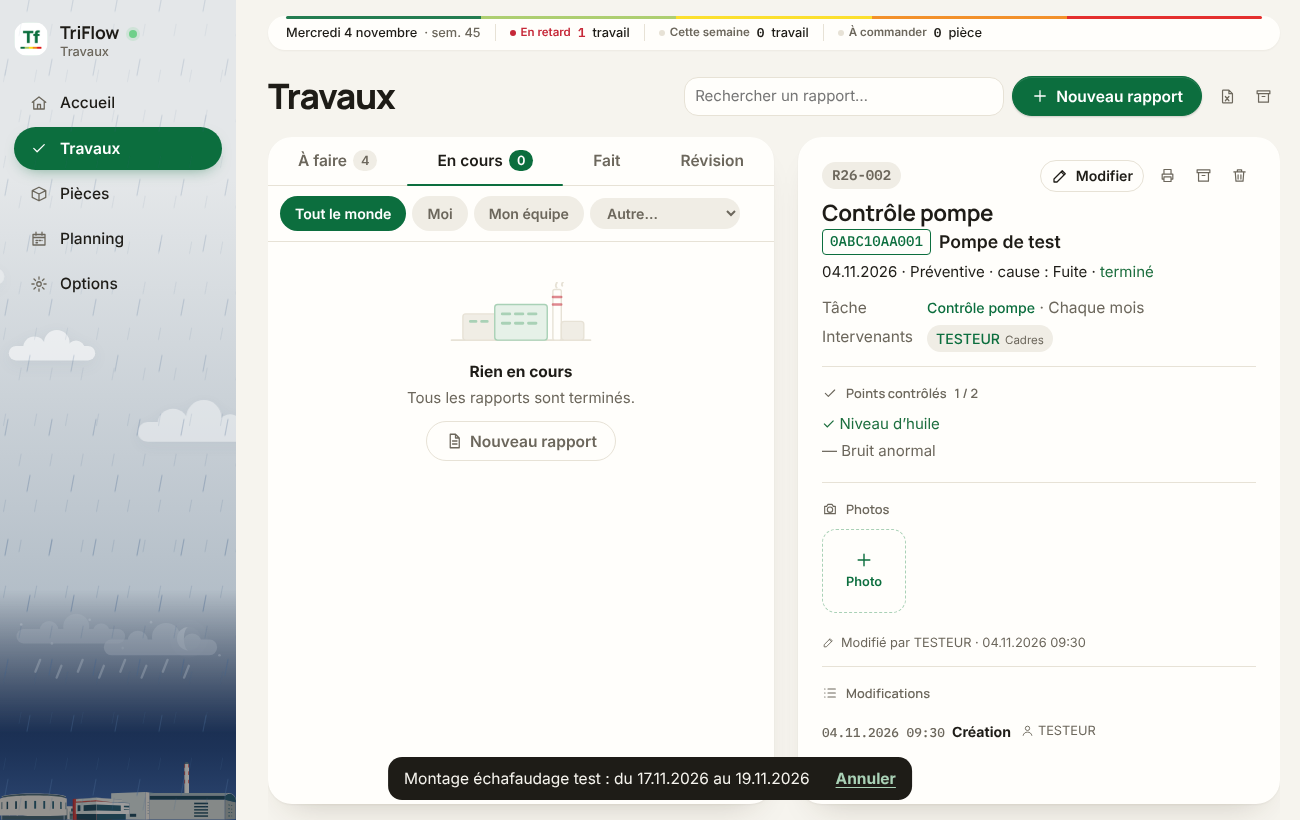 Tf
TriFlow
Travaux
Accueil
Travaux
Pièces
Planning
Options
Mercredi 4 novembre · sem. 45
En retard 1 travail
Cette semaine 0 travail
À commander 0 pièce
Travaux
Rechercher un rapport…
Nouveau rapport
À faire 4
En cours 0
Fait
Révision
Tout le monde
Moi
Mon équipe
Autre…
Rien en cours
Tous les rapports sont terminés.
Nouveau rapport
R26-002
Modifier
Contrôle pompe
0ABC10AA001 Pompe de test
04.11.2026 · Préventive · cause : Fuite · terminé
Tâche Contrôle pompe · Chaque mois
Intervenants TESTEUR Cadres
Points contrôlés 1 / 2
✓ Niveau d’huile
— Bruit anormal
Photos
+
Photo
Modifié par TESTEUR · 04.11.2026 09:30
Modifications
04.11.2026 09:30 Création TESTEUR
Montage échafaudage test : du 17.11.2026 au 19.11.2026 Annuler